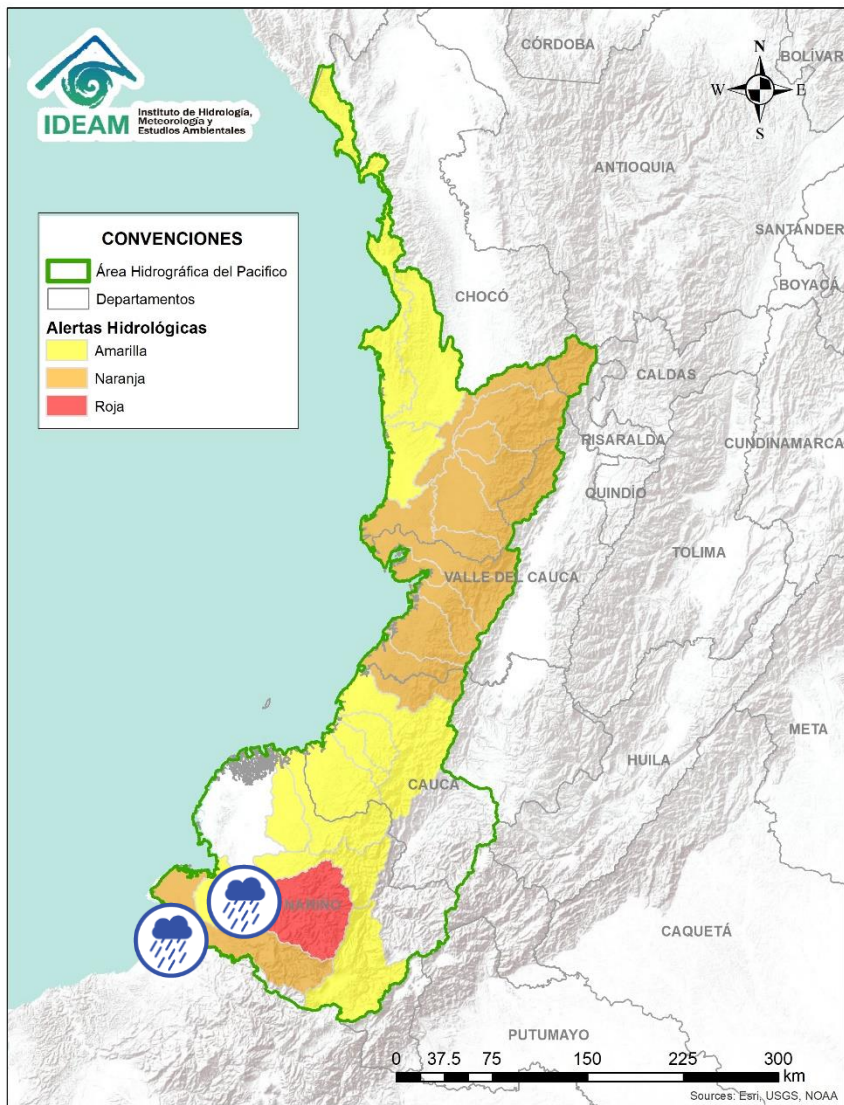 IDEAM
Instituto de Hidrología,
Meteorología y
Estudios Ambientales
CÓRDOBA
BOLÍVAR
N
W
E
S
ANTIOQUIA
SANTANDER
BOYACÁ
CONVENCIONES
Área Hidrográfica del Pacifico
Departamentos
Alertas Hidrológicas
Amarilla
Naranja
Roja
CHOCÓ
CALDAS
RISARALDA
CUNDINAMARCA
QUINDÍO
TOLIMA
VALLE DEL CAUCA
META
HUILA
CAUCA
NARIÑO
CAQUETÁ
PUTUMAYO
0 37.5 75 150 225 300
km
Sources: Esri, USGS, NOAA